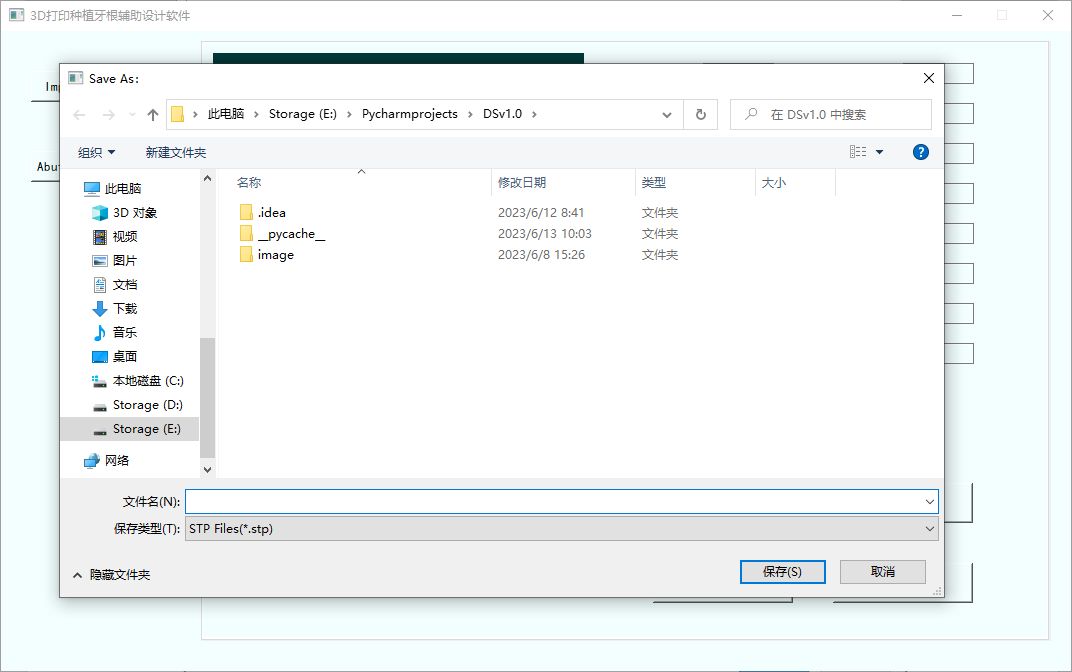 3D打印种植牙根辅助设计软件
Save As:
此电脑 › Storage (E:) › Pycharmprojects › DSv1.0 ›
在 DSv1.0 中搜索
组织 新建文件夹
名称 修改日期 类型 大小
.idea 2023/6/12 8:41 文件夹
__pycache__ 2023/6/13 10:03 文件夹
image 2023/6/8 15:26 文件夹
此电脑
3D 对象
视频
图片
文档
下载
音乐
桌面
本地磁盘 (C:)
Storage (D:)
Storage (E:)
网络
文件名(N):
保存类型(T): STP Files(*.stp)
隐藏文件夹
保存(S) 取消